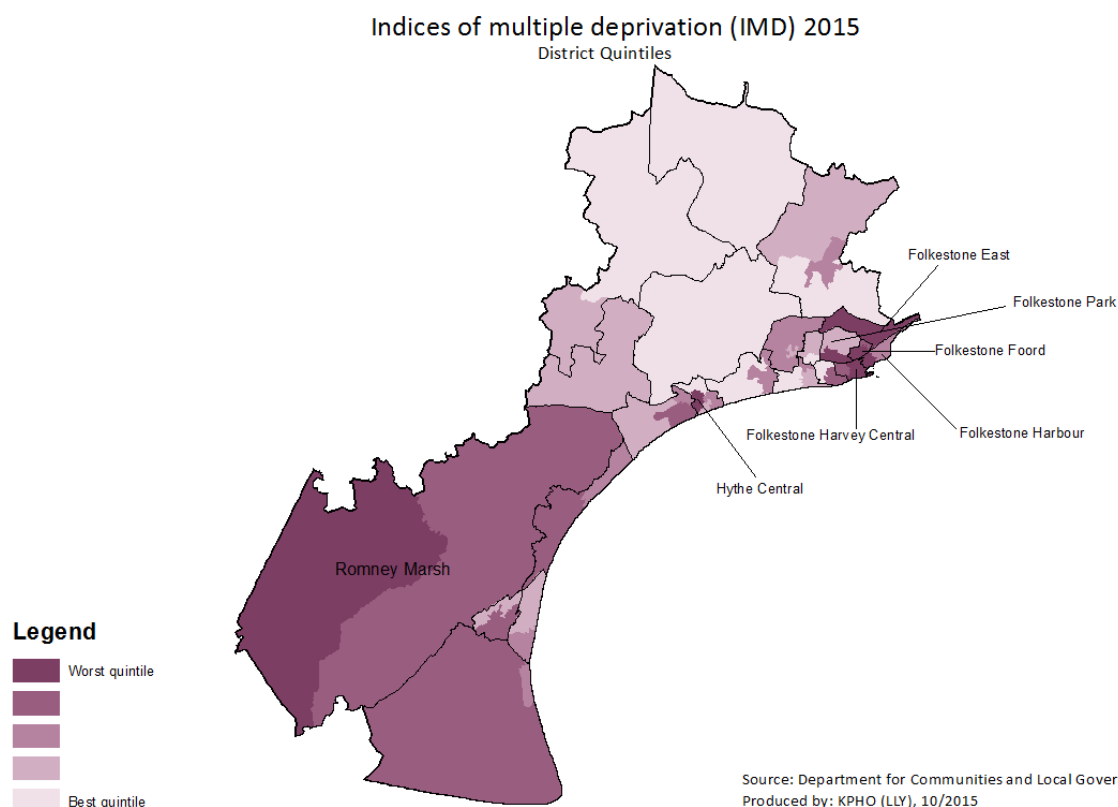 Indices of multiple deprivation (IMD) 2015
District Quintiles
Folkestone East
Folkestone Park
Folkestone Foord
Folkestone Harvey Central
Folkestone Harbour
Hythe Central
Romney Marsh
Legend
Worst quintile
Best quintile
Source: Department for Communities and Local Gover
Produced by: KPHO (LLY), 10/2015